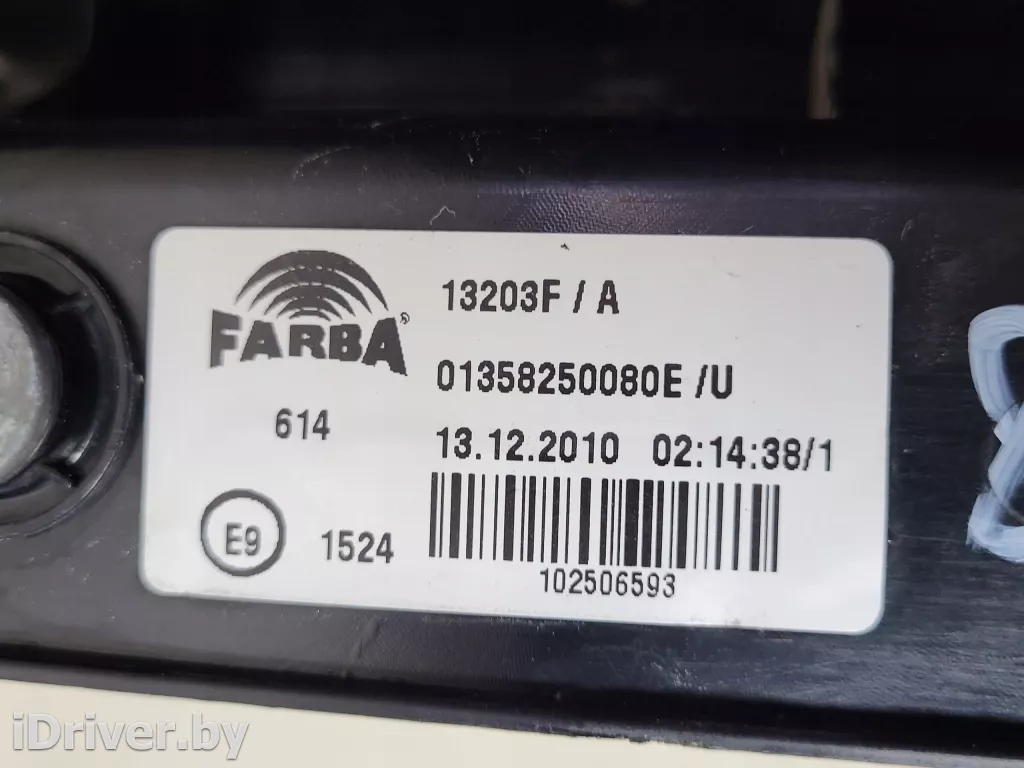 FARBA®
13203F / A
01358250080E /U
614
13.12.2010 02:14:38/1
E9
1524
102506593
iDriver.by